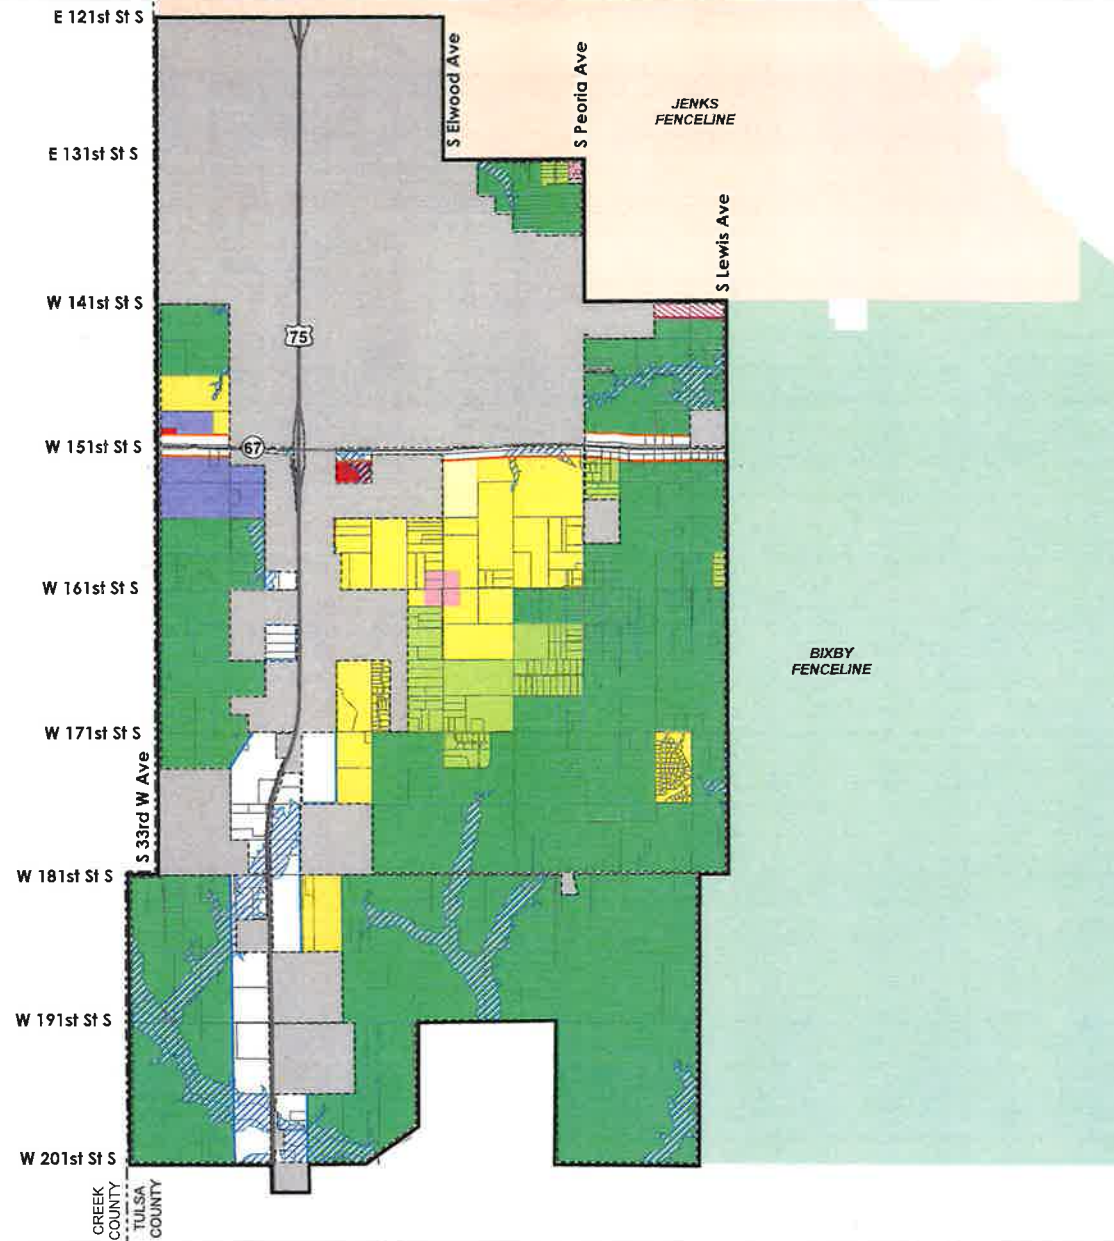 E 121st St S
S Elwood Ave
S Peoria Ave
JENKS
FENCELINE
E 131st St S
S Lewis Ave
W 141st St S
75
W 151st St S
67
W 161st St S
BIXBY
FENCELINE
W 171st St S
S 33rd W Ave
W 181st St S
W 191st St S
W 201st St S
CREEK
COUNTY
TULSA
COUNTY